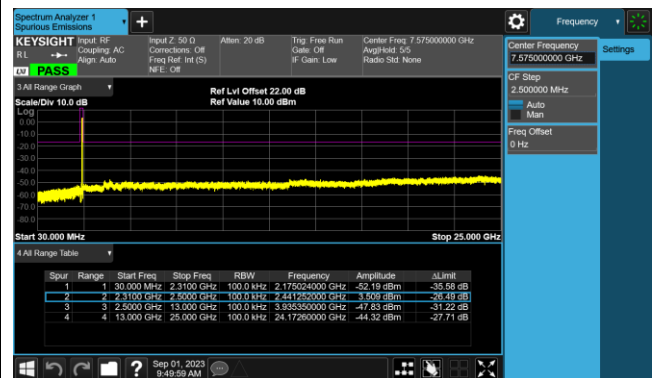 Spectrum Analyzer 1
Spurious Emissions
Frequency
KEYSIGHT Input: RF Input Z: 50 Ω Atten: 20 dB Trig: Free Run Center Freq: 7.575000000 GHz
RL Coupling: AC Corrections: Off Gate: Off Avg|Hold: 5/5
Align: Auto Freq Ref: Int (S) IF Gain: Low Radio Std: None
LXI PASS NFE: Off
Center Frequency
7.575000000 GHz
Settings
CF Step
2.500000 MHz
Auto
Man
Freq Offset
0 Hz
3 All Range Graph
Ref Lvl Offset 22.00 dB
Scale/Div 10.0 dB Ref Value 10.00 dBm
Log
0.00
-10.0
-20.0
-30.0
-40.0
-50.0
-60.0
-70.0
-80.0
Start 30.000 MHz Stop 25.000 GHz
4 All Range Table
Spur Range Start Freq Stop Freq RBW Frequency Amplitude ΔLimit
1 1 30.000 MHz 2.3100 GHz 100.0 kHz 2.175024000 GHz -52.19 dBm -35.58 dB
2 2 2.3100 GHz 2.5000 GHz 100.0 kHz 2.441252000 GHz 3.509 dBm -26.49 dB
3 3 2.5000 GHz 13.000 GHz 100.0 kHz 3.935350000 GHz -47.83 dBm -31.22 dB
4 4 13.000 GHz 25.000 GHz 100.0 kHz 24.17260000 GHz -44.32 dBm -27.71 dB
? Sep 01, 2023
9:49:59 AM